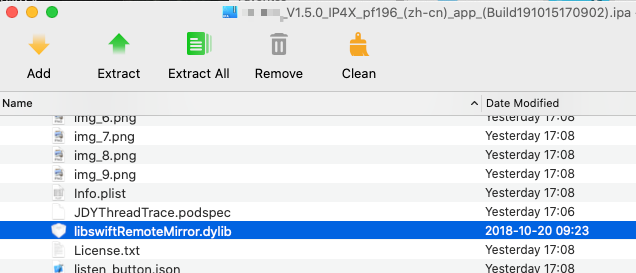 _V1.5.0_IP4X_pf196_(zh-cn)_app_(Build191015170902).ipa
Add Extract Extract All Remove Clean
Name Date Modified
img_6.png Yesterday 17:08
img_7.png Yesterday 17:08
img_8.png Yesterday 17:08
img_9.png Yesterday 17:08
Info.plist Yesterday 17:08
JDYThreadTrace.podspec Yesterday 17:06
libswiftRemoteMirror.dylib 2018-10-20 09:23
License.txt Yesterday 17:08
listen_button.json Yesterday 17:08